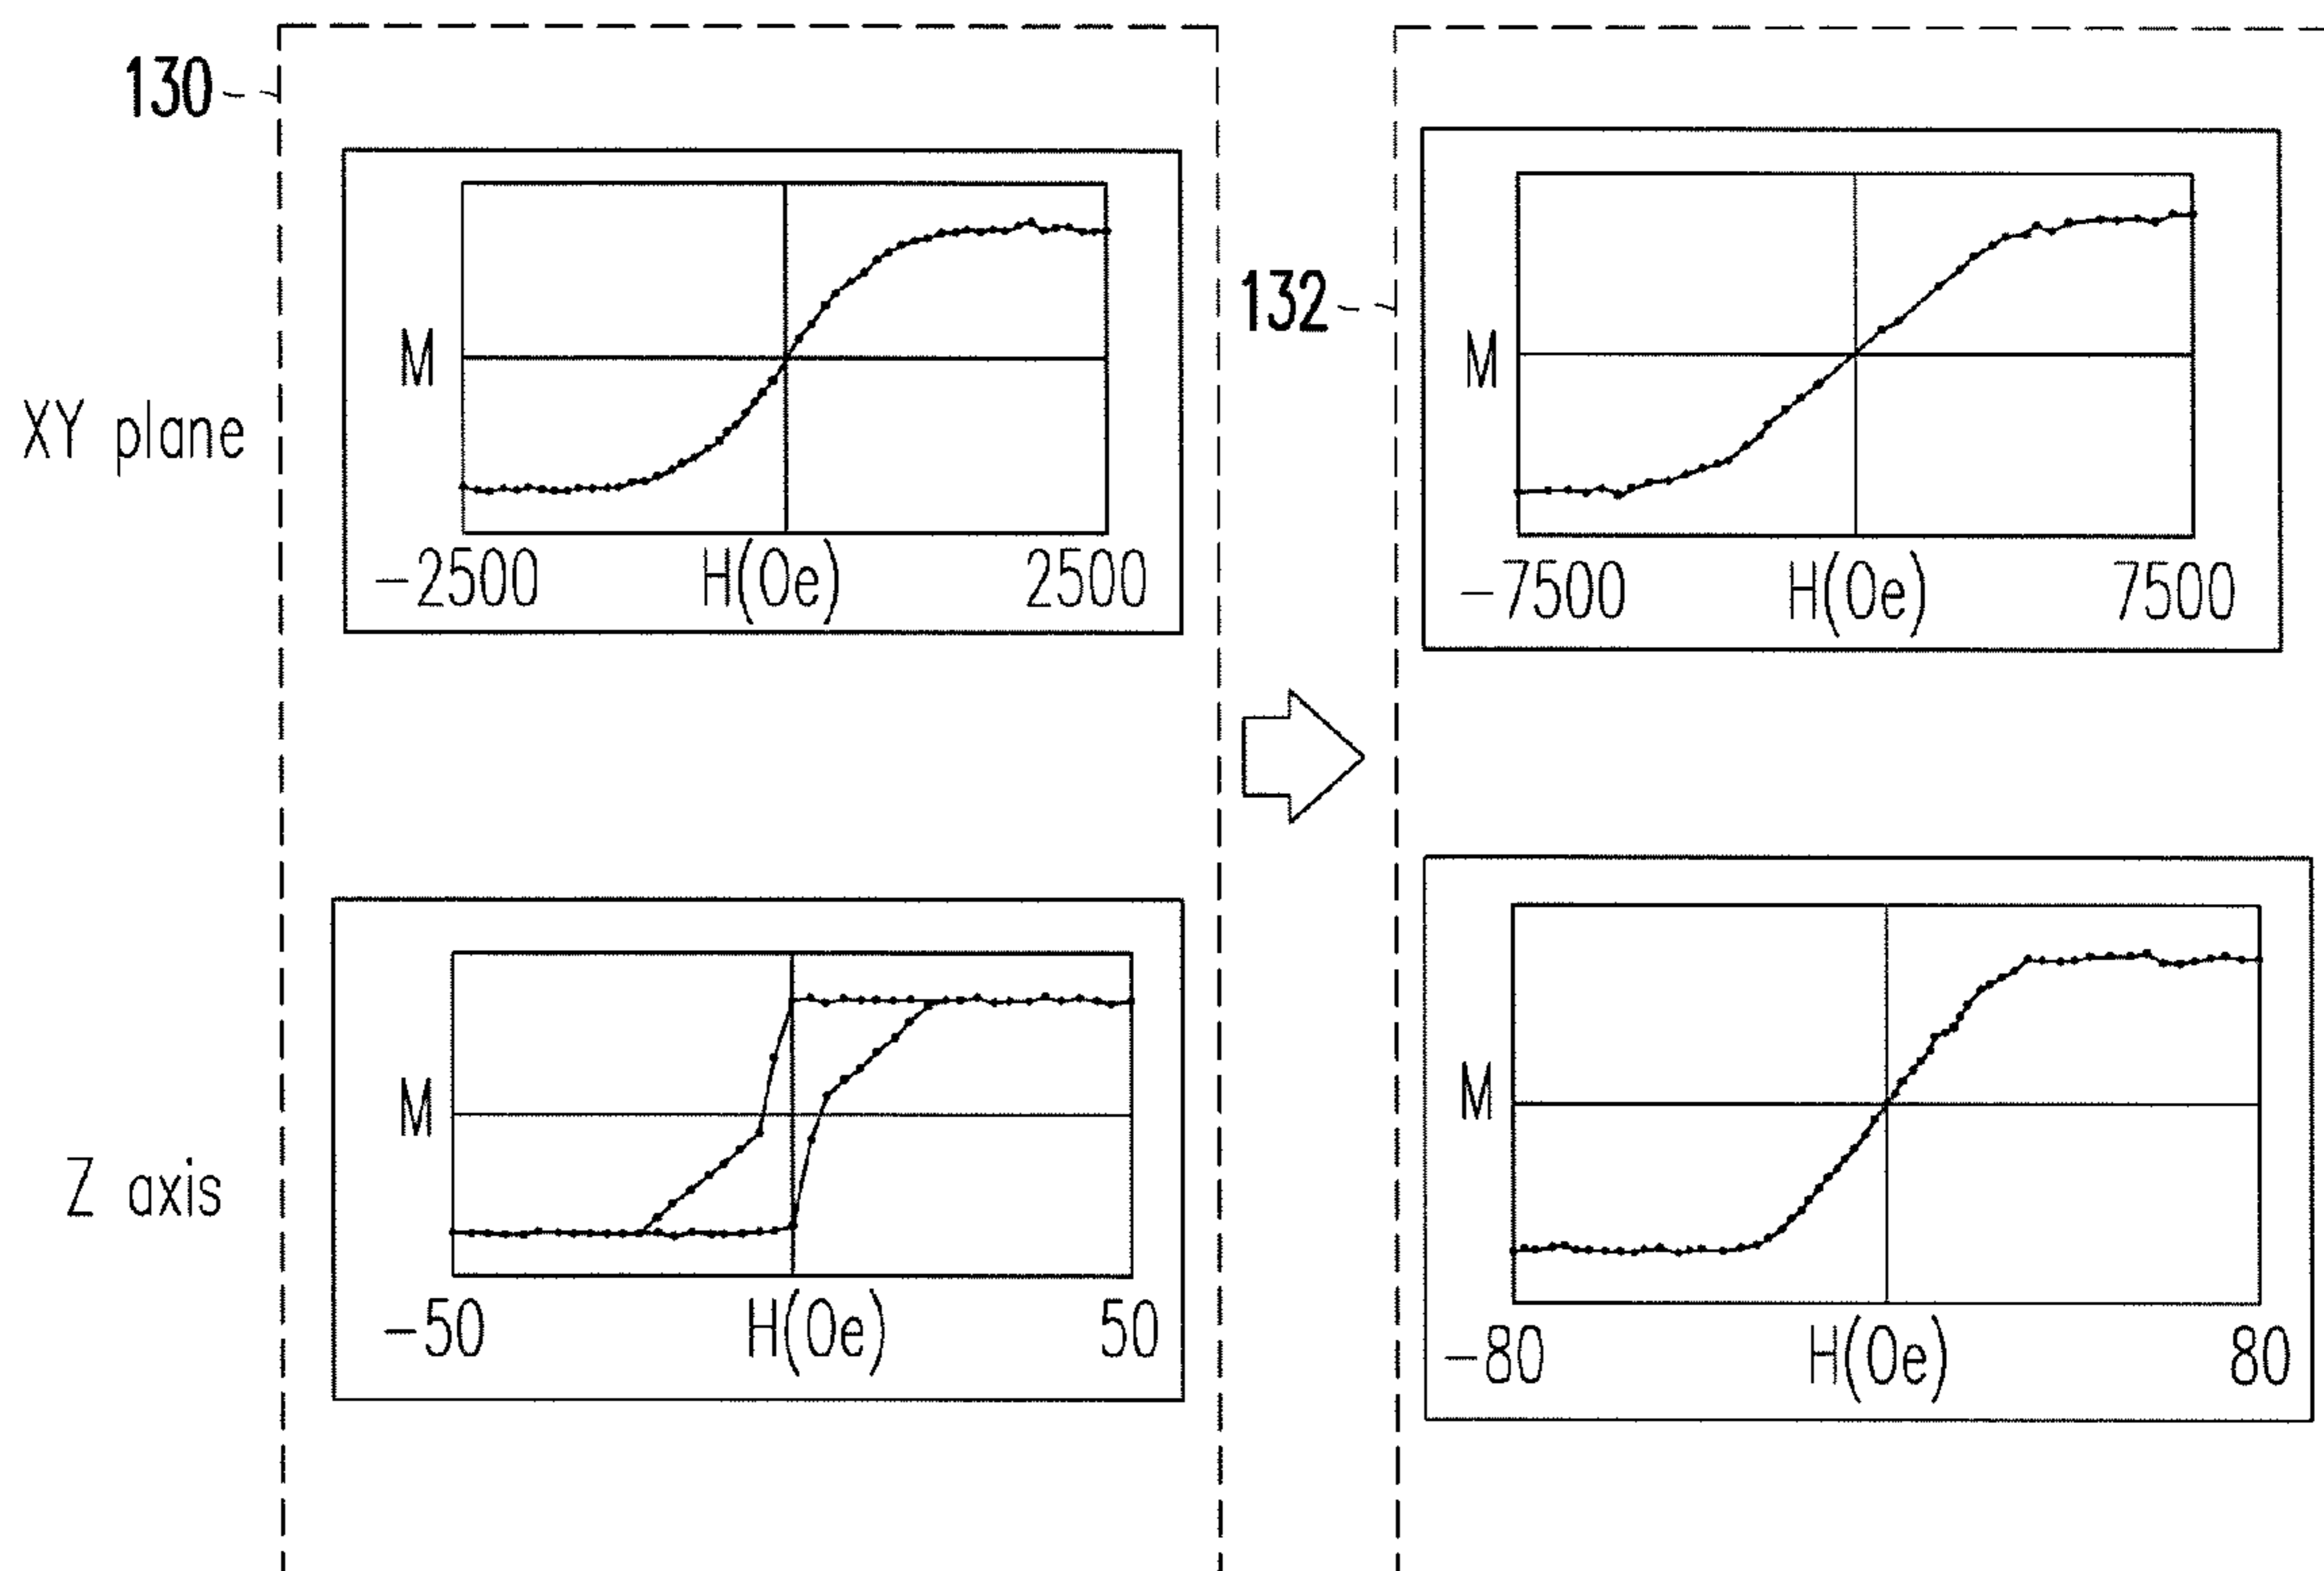 130
M
-2500 H(Oe) 2500
XY plane
132
M
-7500 H(Oe) 7500
M
-50 H(Oe) 50
Z axis
M
-80 H(Oe) 80